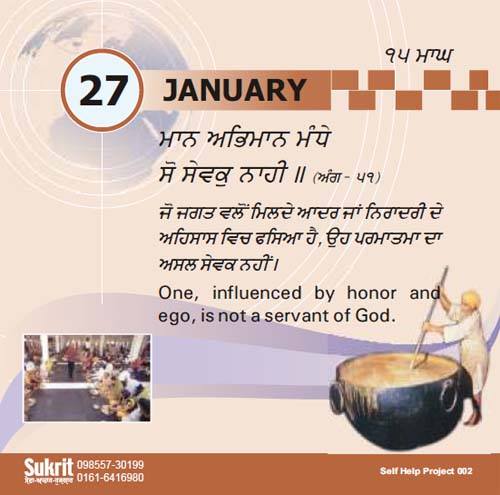 ੧੫ ਮਾਘ
27 JANUARY
ਮਾਨ ਅਭਿਮਾਨ ਮੰਧੇ
ਸੋ ਸੇਵਕੁ ਨਾਹੀ ॥ (ਅੰਗ - ੫੧)
ਜੋ ਜਗਤ ਵਲੋਂ ਮਿਲਦੇ ਆਦਰ ਜਾਂ ਨਿਰਾਦਰੀ ਦੇ
ਅਹਿਸਾਸ ਵਿਚ ਫਸਿਆ ਹੈ, ਉਹ ਪਰਮਾਤਮਾ ਦਾ
ਅਸਲ ਸੇਵਕ ਨਹੀਂ।
One, influenced by honor and
ego, is not a servant of God.
Sukrit 098557-30199
0161-6416980
Self Help Project 002